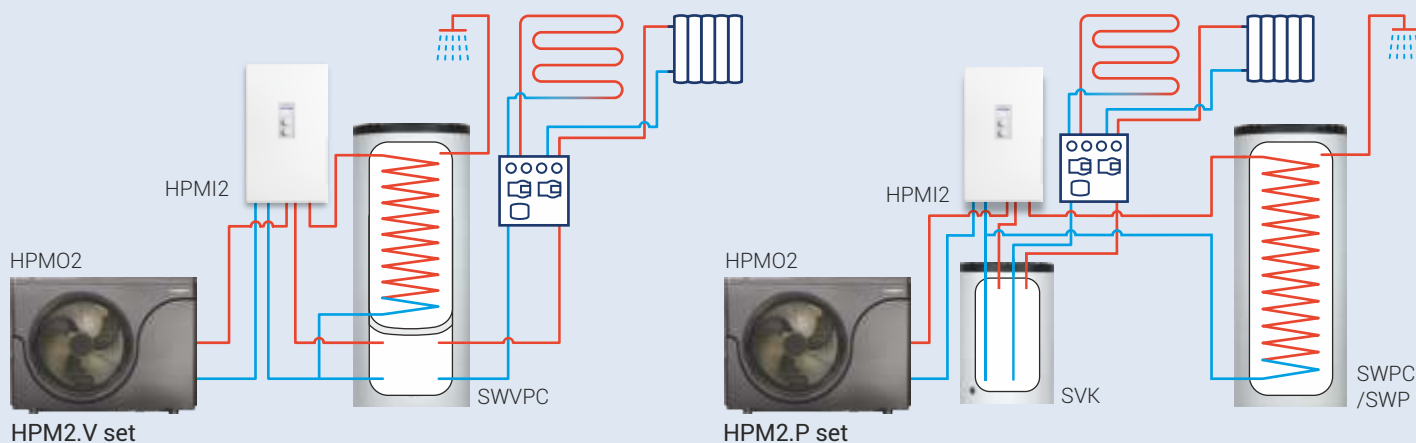 HPMI2
HPMO2
SWVPC
HPM2.V set
HPMI2
HPMO2
SVK
SWPC
/SWP
HPM2.P set